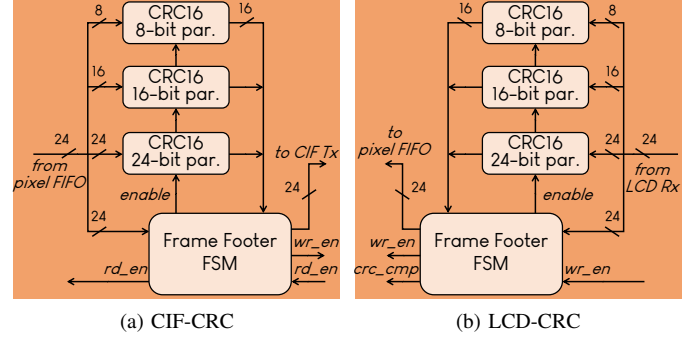 8
CRC16
8-bit par.
16
16
CRC16
16-bit par.
24
from
pixel FIFO
24
CRC16
24-bit par.
to CIF Tx
enable
24
24
Frame Footer
FSM
wr_en
rd_en
rd_en
(a) CIF-CRC
16
CRC16
8-bit par.
8
CRC16
16-bit par.
16
to
pixel FIFO
CRC16
24-bit par.
24
24
from
LCD Rx
enable
24
24
Frame Footer
FSM
wr_en
crc_cmp
wr_en
(b) LCD-CRC